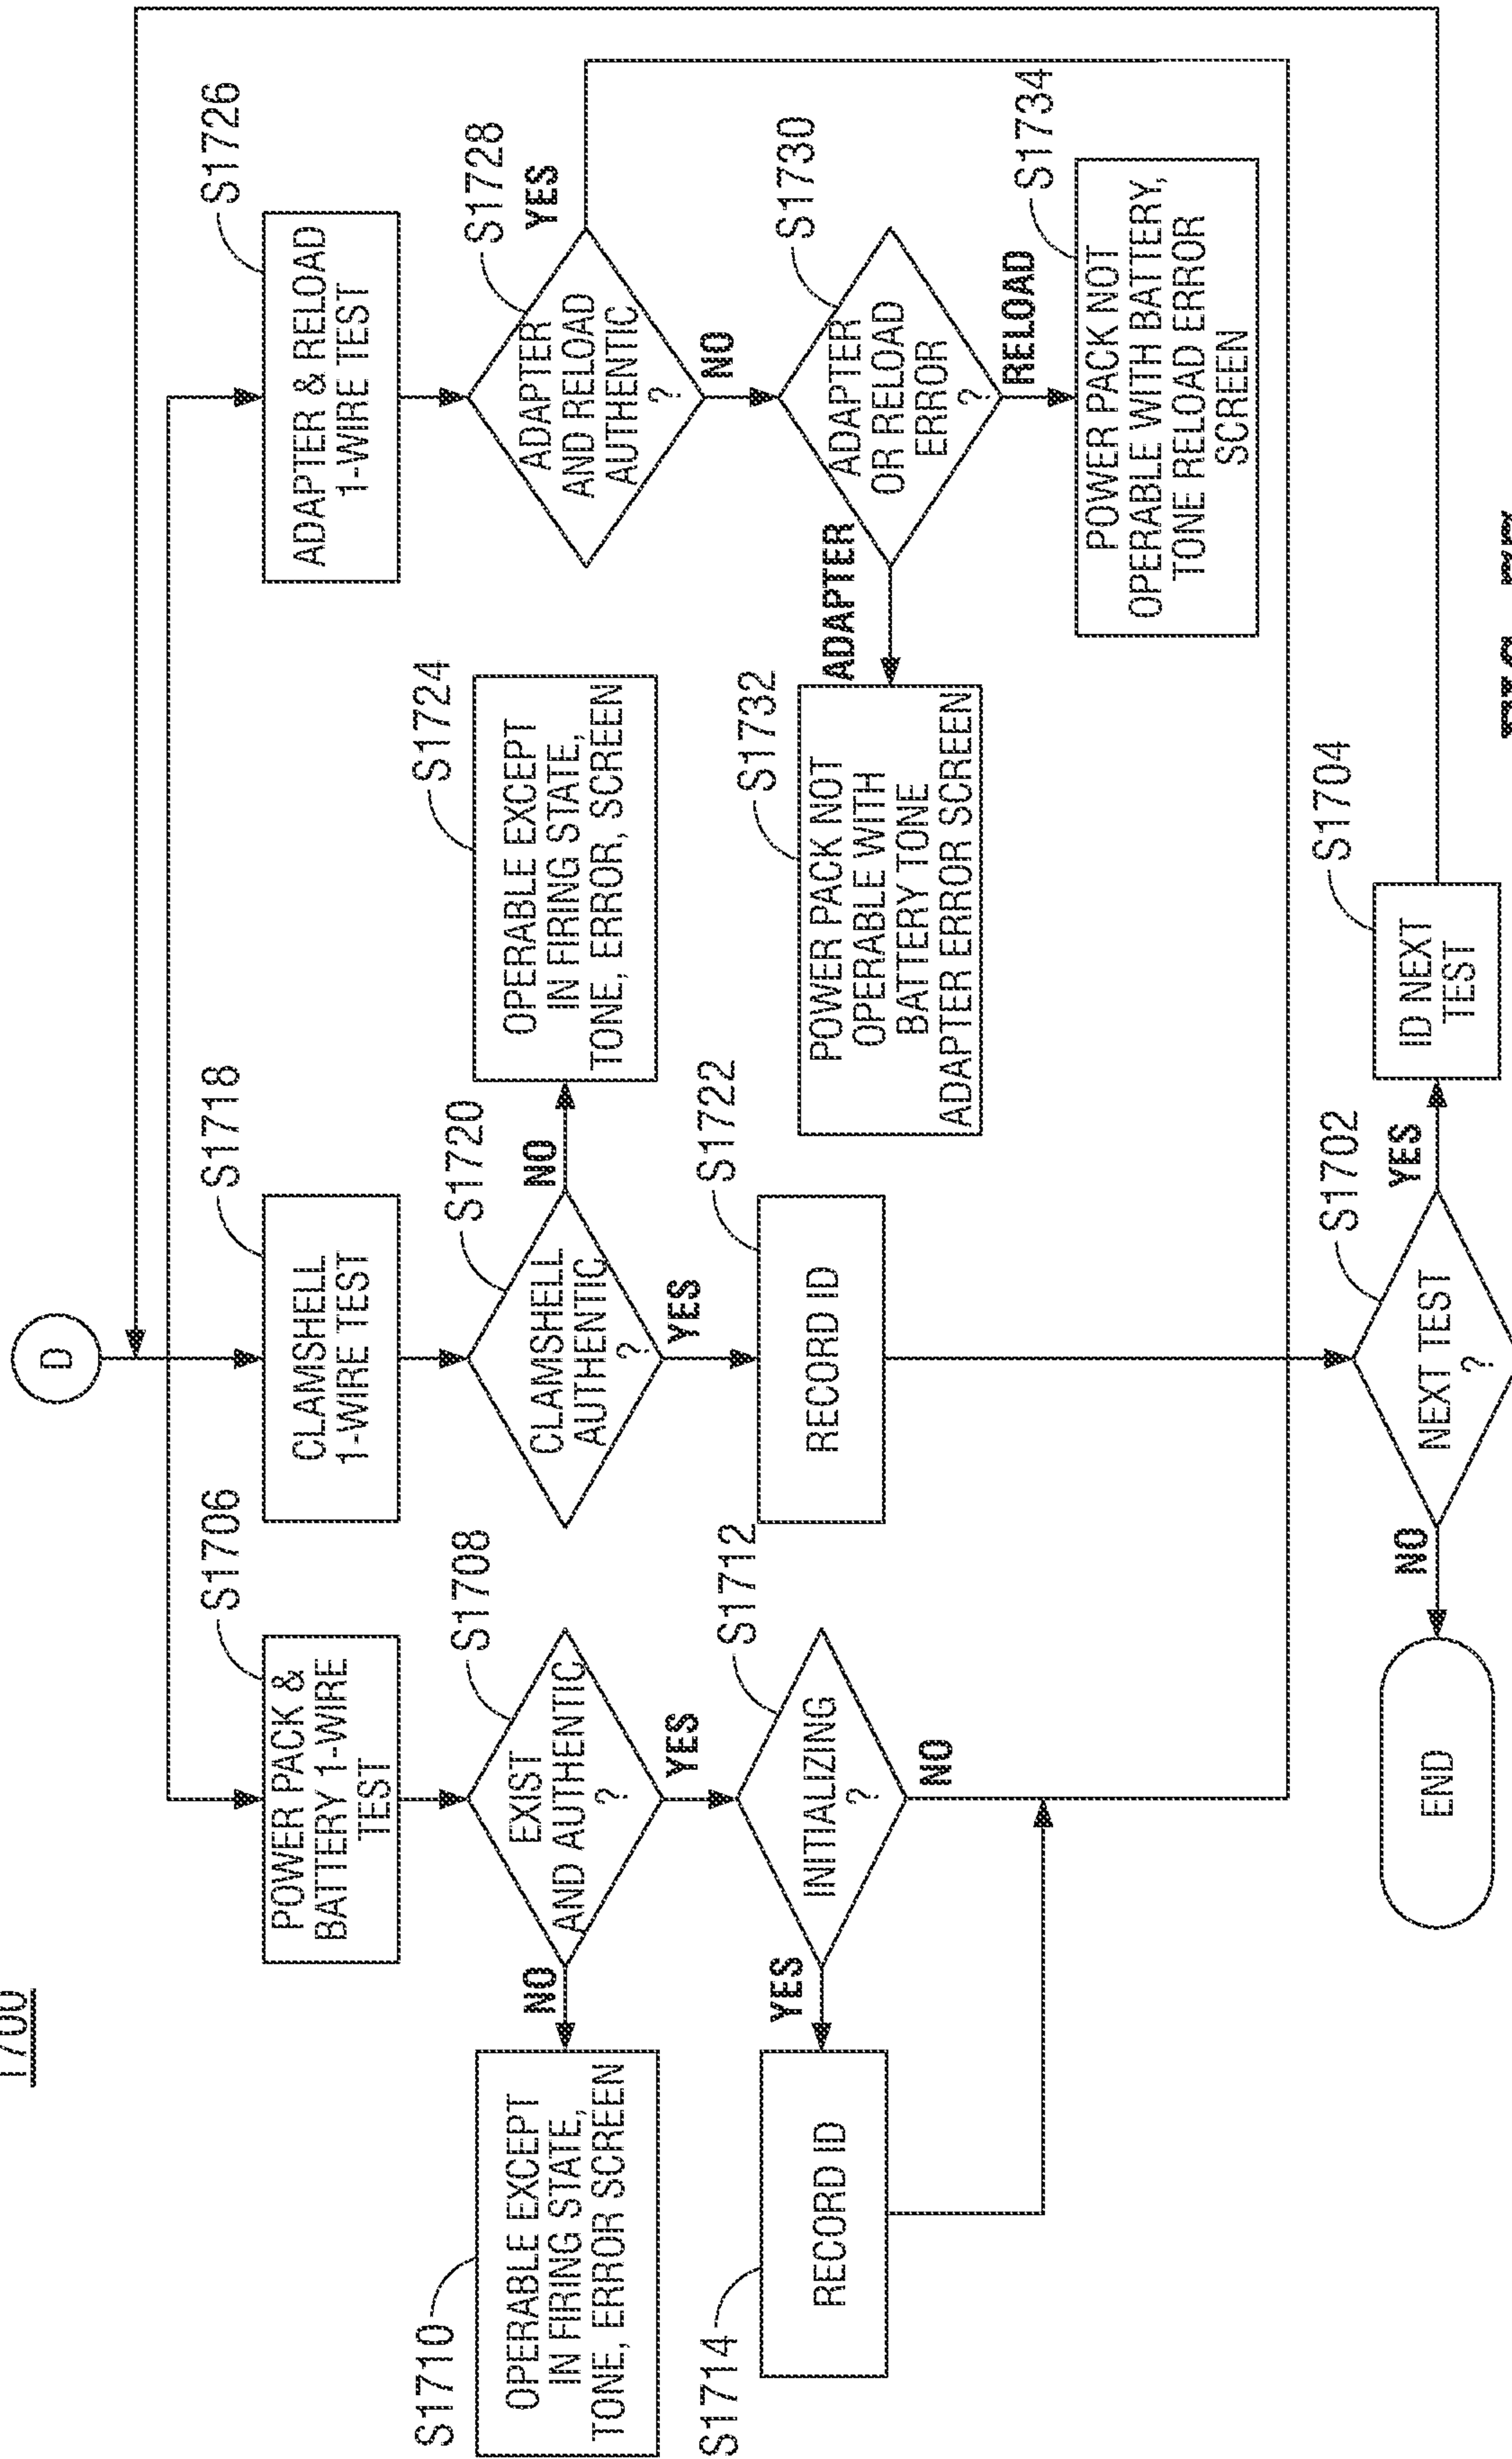 1700
D
S1706
POWER PACK &
BATTERY 1-WIRE
TEST
S1708
EXIST
AND AUTHENTIC
?
NO
YES
S1710
OPERABLE EXCEPT
IN FIRING STATE,
TONE, ERROR SCREEN
S1712
INITIALIZING
?
YES
NO
S1714
RECORD ID
S1718
CLAMSHELL
1-WIRE TEST
S1720
CLAMSHELL
AUTHENTIC
?
NO
YES
S1722
RECORD ID
S1724
OPERABLE EXCEPT
IN FIRING STATE,
TONE, ERROR, SCREEN
S1726
ADAPTER & RELOAD
1-WIRE TEST
S1728
ADAPTER
AND RELOAD
AUTHENTIC
?
YES
NO
S1730
ADAPTER
OR RELOAD
ERROR
?
ADAPTER
RELOAD
S1732
POWER PACK NOT
OPERABLE WITH
BATTERY TONE
ADAPTER ERROR SCREEN
S1734
POWER PACK NOT
OPERABLE WITH BATTERY,
TONE RELOAD ERROR
SCREEN
S1702
NEXT TEST
?
NO
YES
S1704
ID NEXT
TEST
END